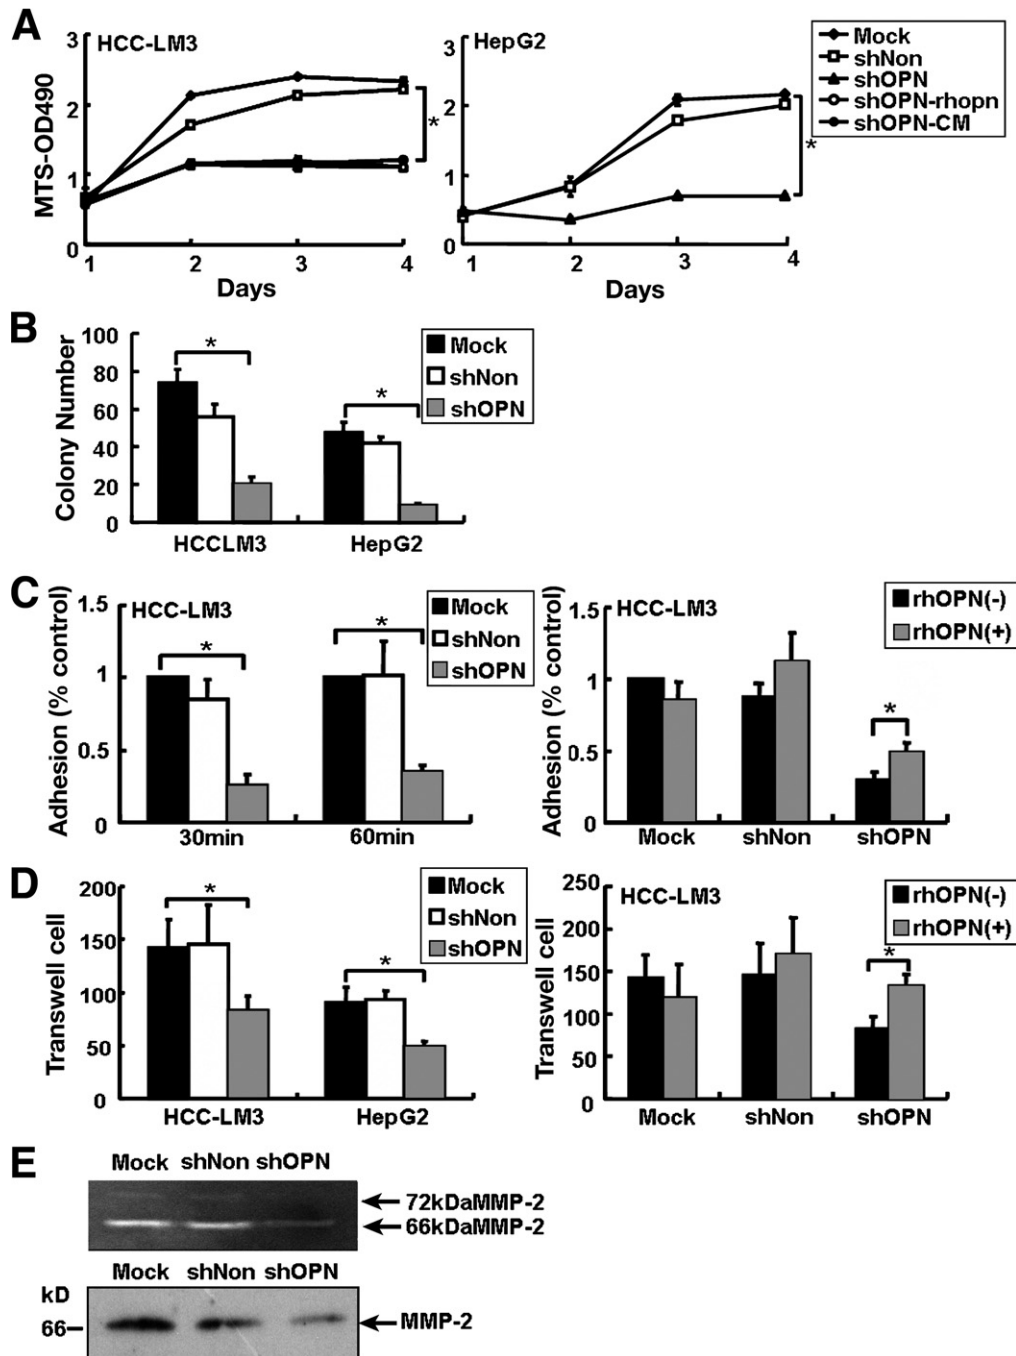 A
HCC-LM3
MTS-OD490
3
2
1
0
1 2 3 4
Days
*
HepG2
3
2
1
0
1 2 3 4
Days
*
Mock
shNon
shOPN
shOPN-rhopn
shOPN-CM
B
Colony Number
100
80
60
40
20
0
*
*
HCCLM3 HepG2
Mock
shNon
shOPN
C
Adhesion (% control)
1.5
1
0.5
0
HCC-LM3
*
*
30min 60min
Mock
shNon
shOPN
Adhesion (% control)
1.5
1
0.5
0
HCC-LM3
*
Mock shNon shOPN
rhOPN(-)
rhOPN(+)
D
Transwell cell
200
150
100
50
0
*
*
HCC-LM3 HepG2
Mock
shNon
shOPN
Transwell cell
250
200
150
100
50
0
HCC-LM3
*
Mock shNon shOPN
rhOPN(-)
rhOPN(+)
E
Mock shNon shOPN
72kDaMMP-2
66kDaMMP-2
Mock shNon shOPN
kD
66
MMP-2